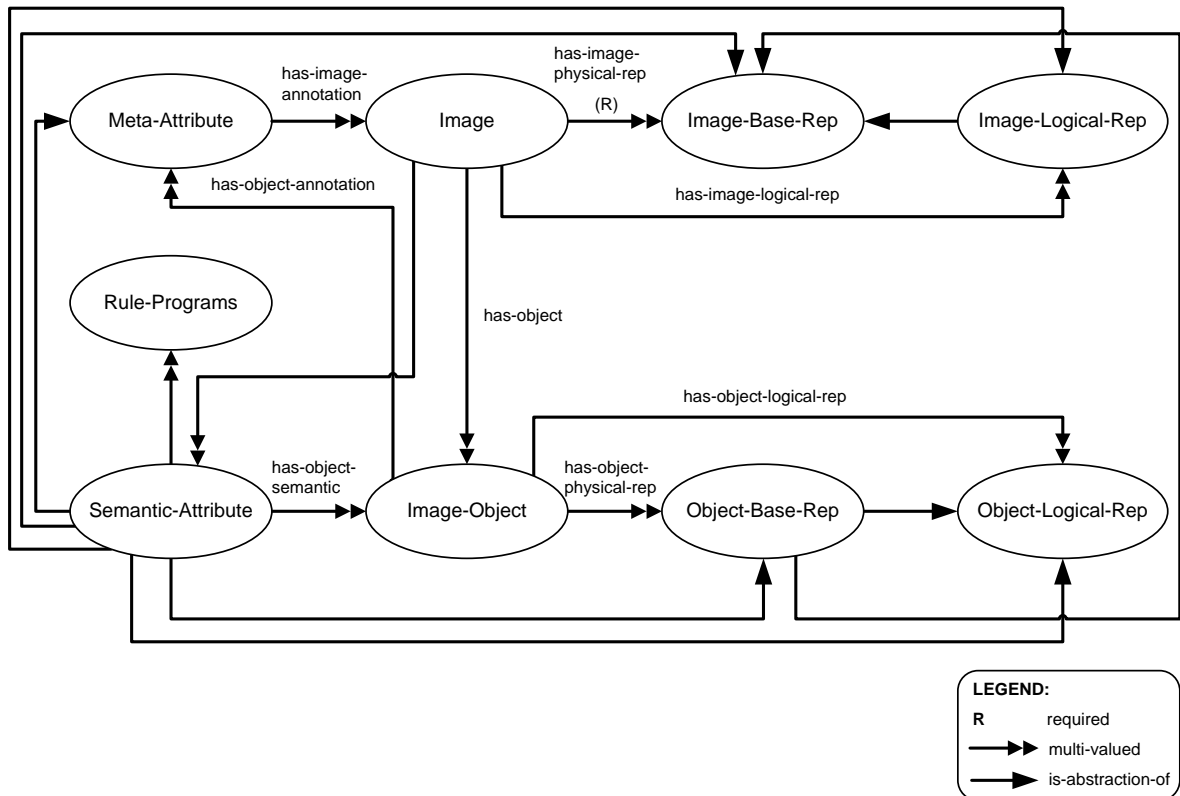 has-image-
annotation
has-image-
physical-rep
(R)
Meta-Attribute
Image
Image-Base-Rep
Image-Logical-Rep
has-object-annotation
has-image-logical-rep
Rule-Programs
has-object
has-object-logical-rep
has-object-
semantic
has-object-
physical-rep
Semantic-Attribute
Image-Object
Object-Base-Rep
Object-Logical-Rep
LEGEND:
R required
multi-valued
is-abstraction-of